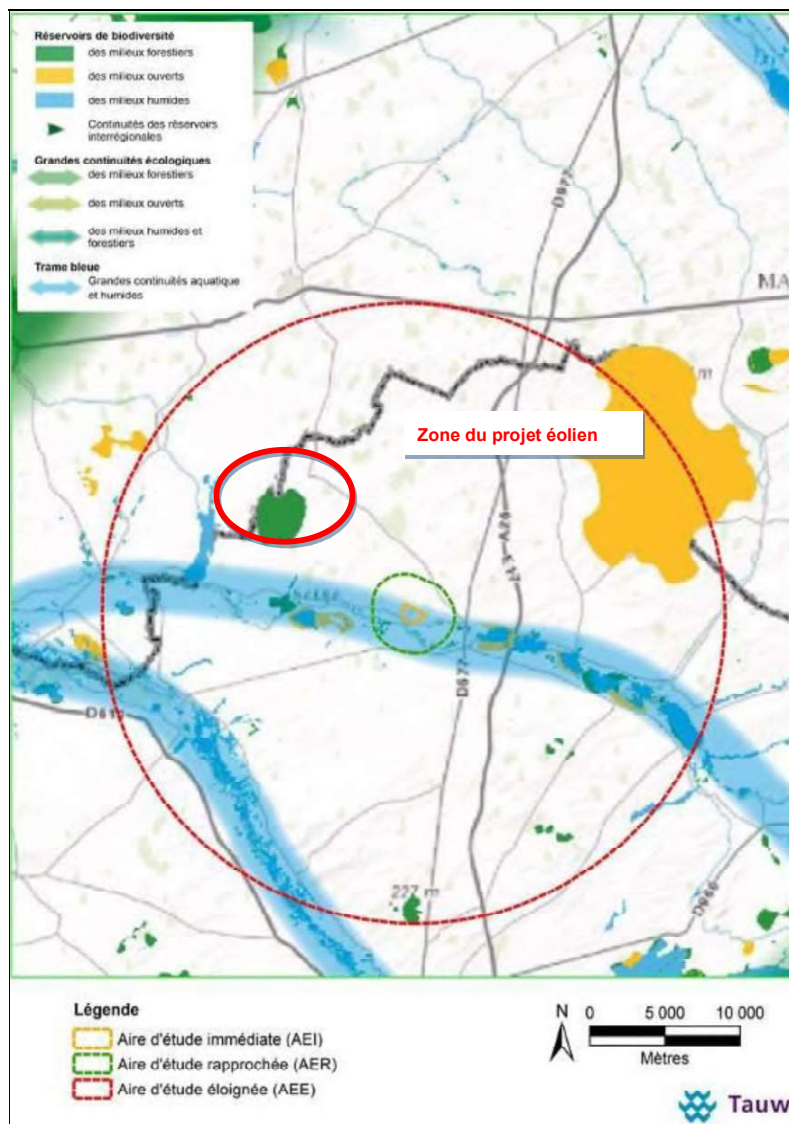 Réservoirs de biodiversité
des milieux forestiers
des milieux ouverts
des milieux humides
Continuités des réservoirs
interrégionales
Grandes continuités écologiques
des milieux forestiers
des milieux ouverts
des milieux humides et
forestiers
Trame bleue
Grandes continuités aquatique
et humides
D977
MA
m
Zone du projet éolien
E17-A26
D677
D619
227 m
Légende
Aire d'étude immédiate (AEI)
Aire d'étude rapprochée (AER)
Aire d'étude éloignée (AEE)
N
0 5 000 10 000
Mètres
Tauw